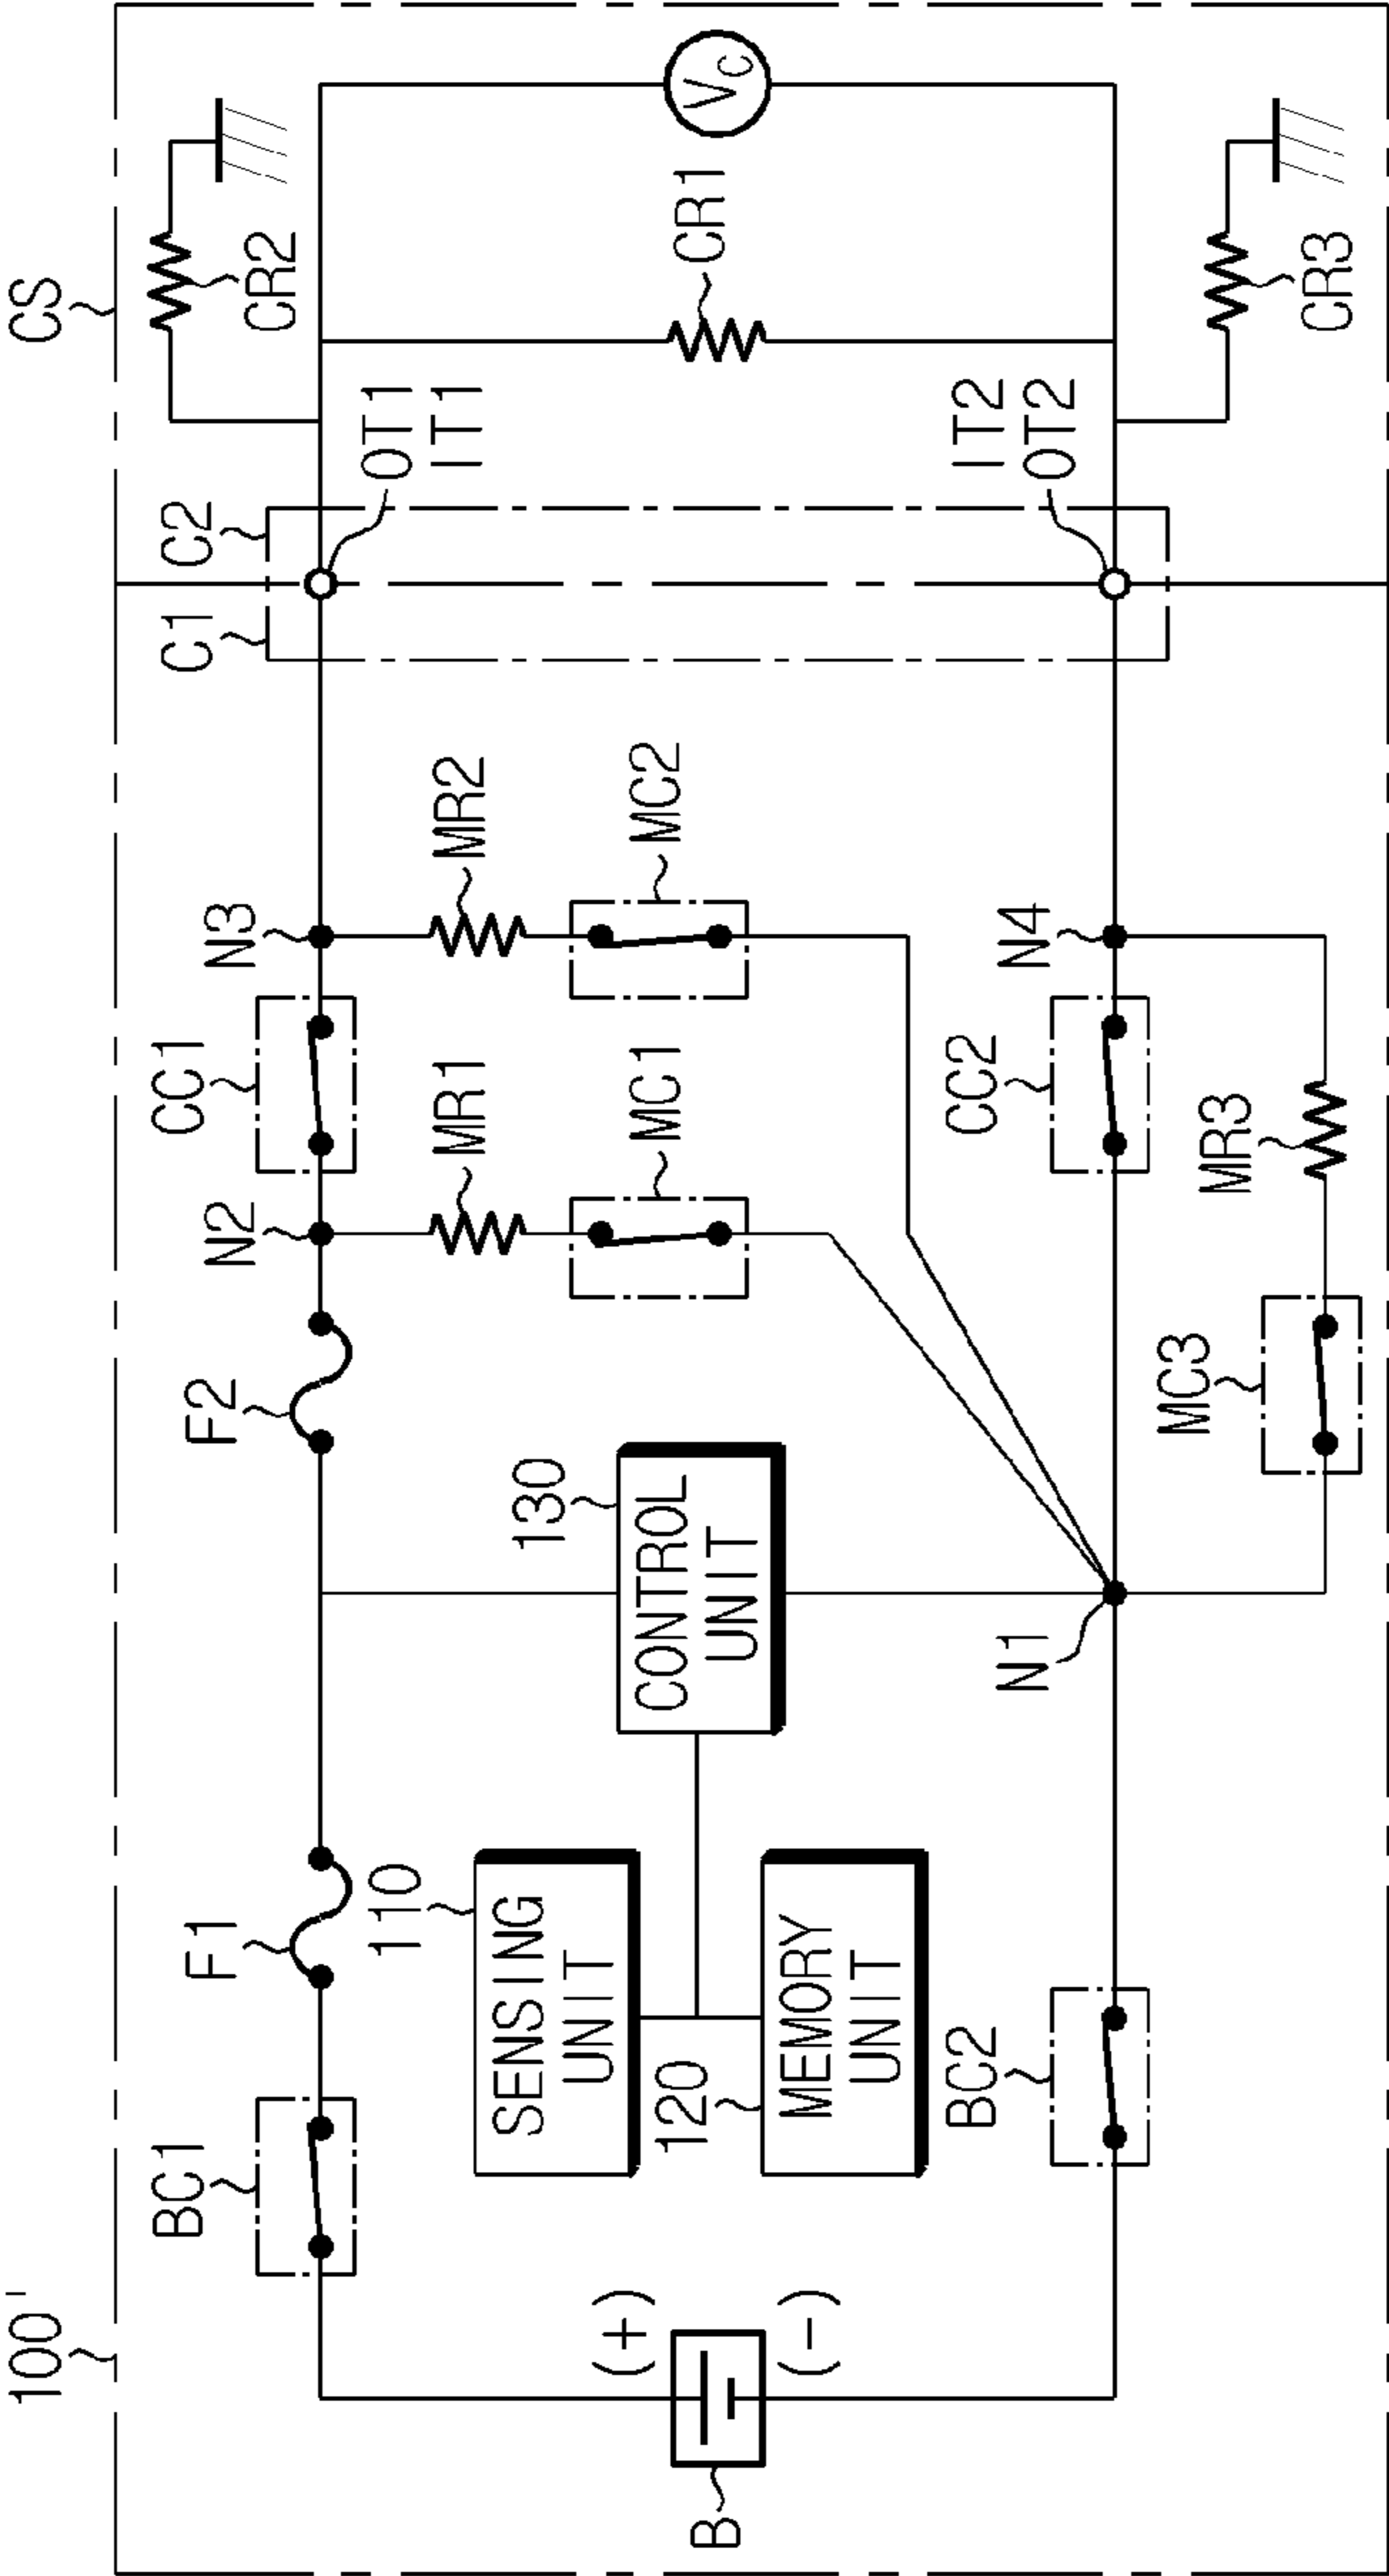 100'
CS
BC1
F1
F2
N2
CC1
N3
C1
C2
CR2
110
SENSING
UNIT
130
CONTROL
UNIT
MR1
MR2
OT1
IT1
MC1
MC2
CR1
VC
(+)
B
(-)
120
MEMORY
UNIT
BC2
N1
CC2
N4
IT2
OT2
MC3
MR3
CR3